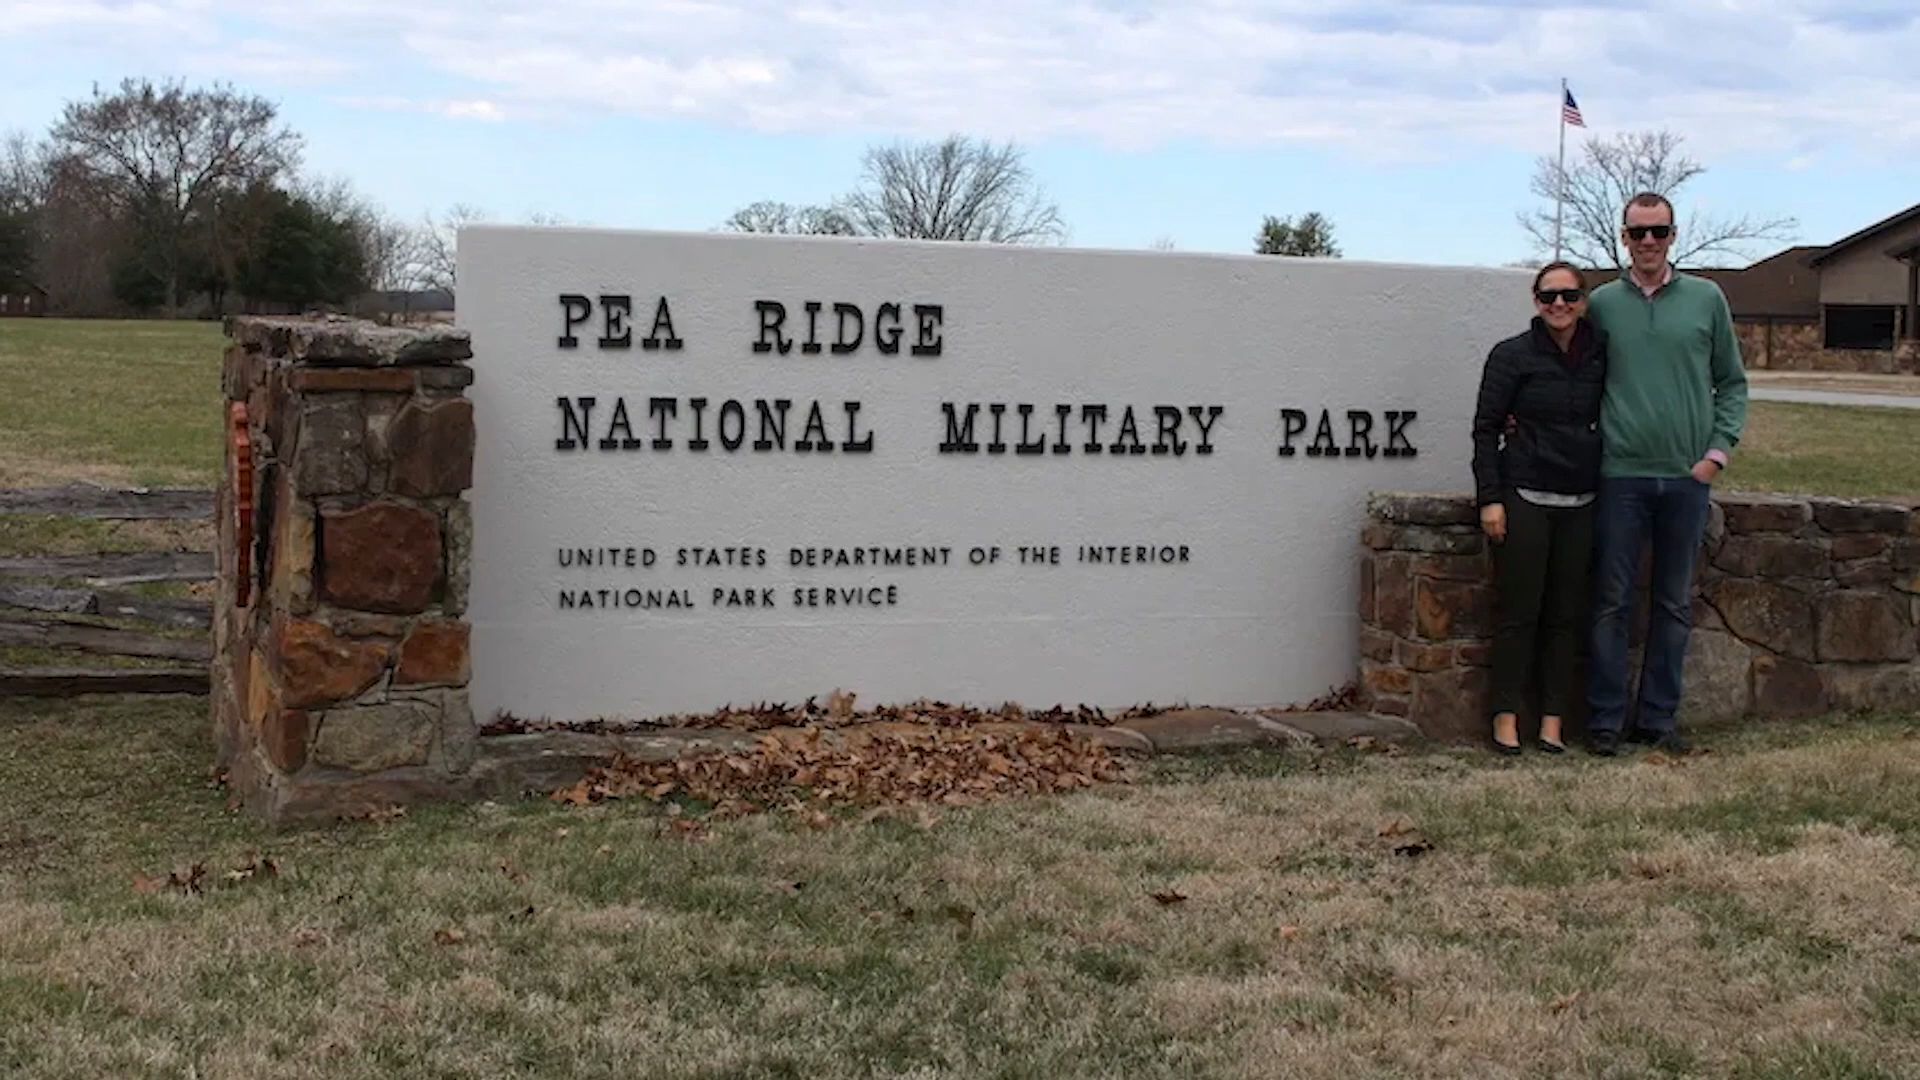 PEA RIDGE
NATIONAL MILITARY PARK
UNITED STATES DEPARTMENT OF THE INTERIOR
NATIONAL PARK SERVICE